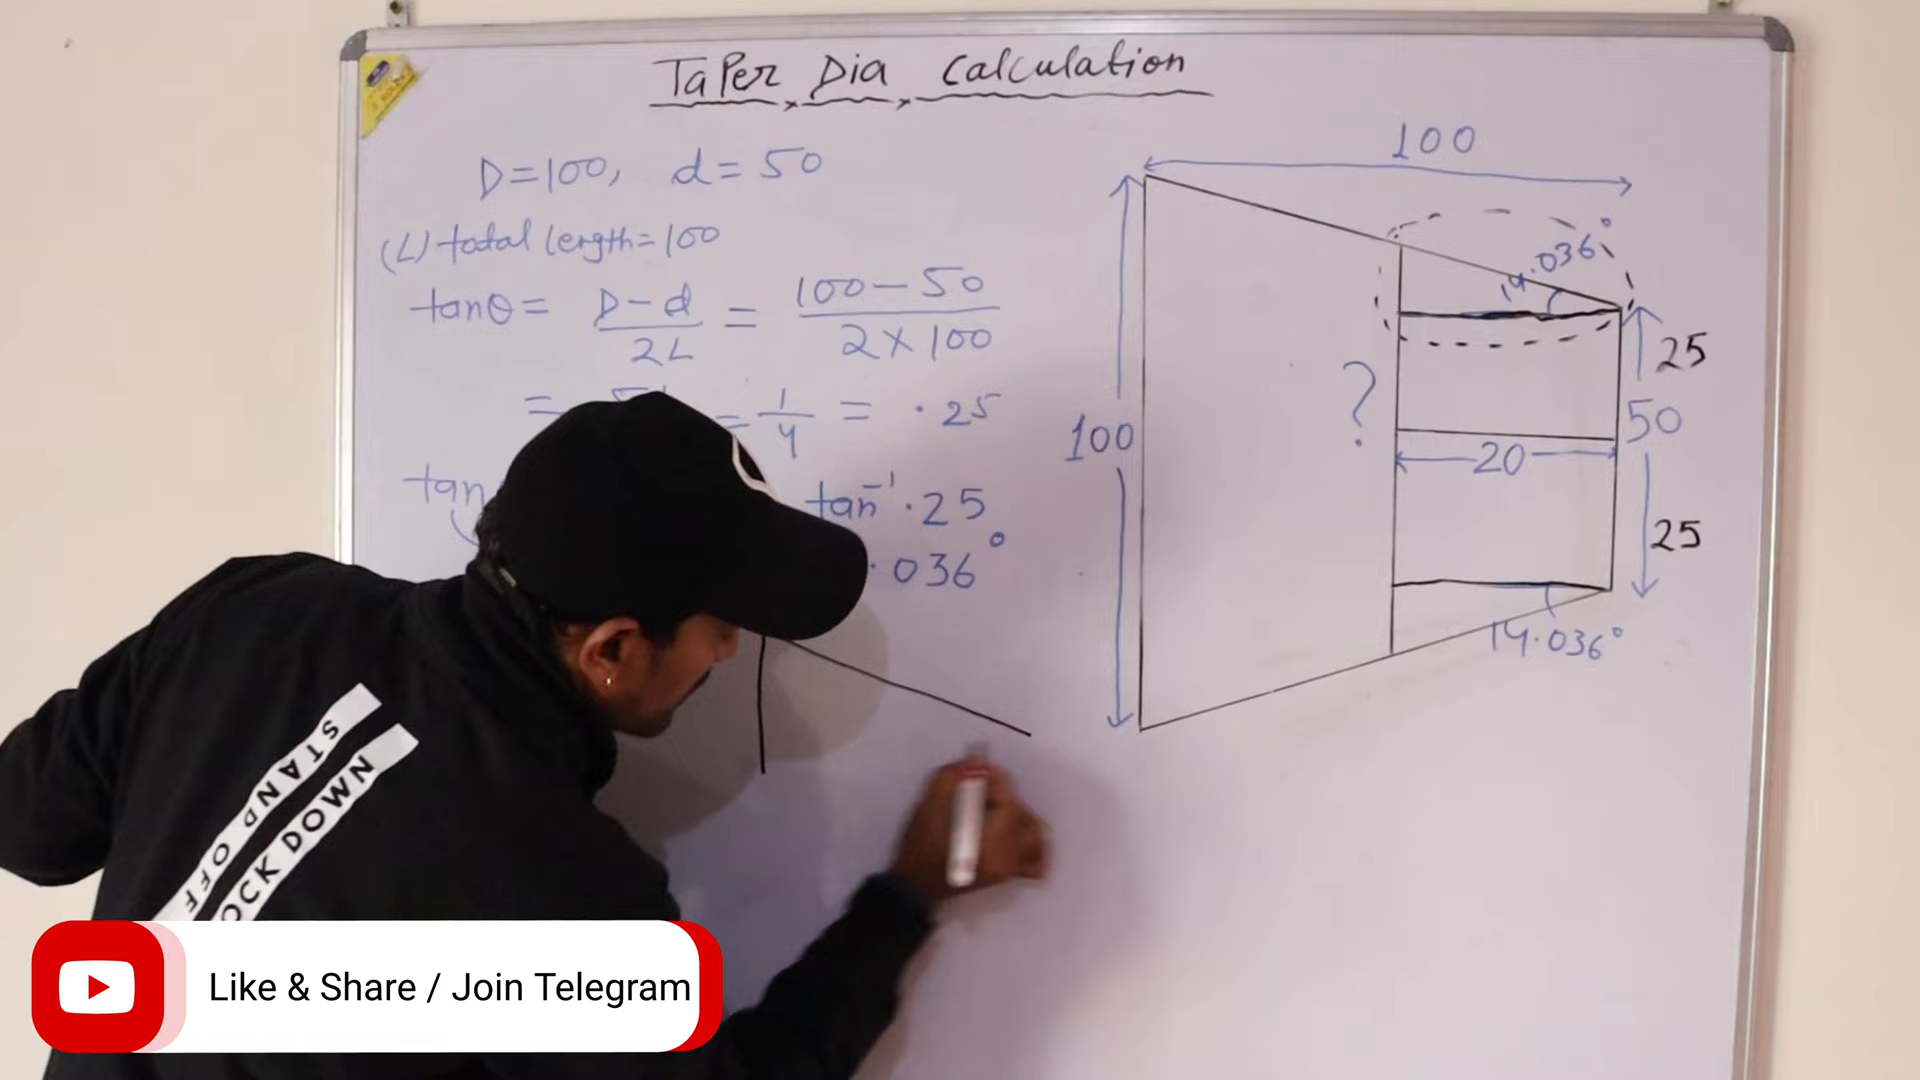 TaPer Dia Calculation
D=100, d=50
(L) total length=100
tanθ = D-d / 2L = 100-50 / 2×100
= = 1/4 = .25
tan tan⁻¹ .25
.036°
100
14.036°
25
?
100
50
20
25
14.036°
STAND OFF
OCK DOWN
Like & Share / Join Telegram